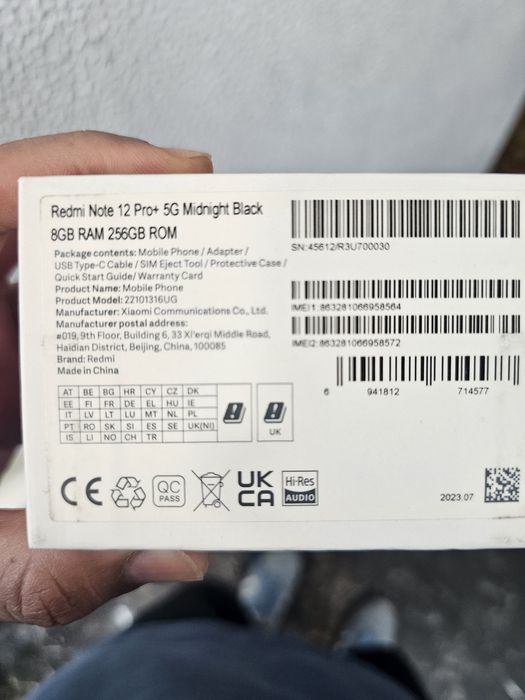 Redmi Note 12 Pro+ 5G Midnight Black
8GB RAM 256GB ROM
Package contents: Mobile Phone / Adapter /
USB Type-C Cable / SIM Eject Tool / Protective Case /
Quick Start Guide/ Warranty Card
Product Name: Mobile Phone
Product Model: 22101316UG
Manufacturer: Xiaomi Communications Co., Ltd.
Manufacturer postal address:
#019, 9th Floor, Building 6, 33 Xi'erqi Middle Road,
Haidian District, Beijing, China, 100085
Brand: Redmi
Made in China
SN:45612/R3U700030
IMEI1:863281066958564
IMEI2:863281066958572
6 941812 714577
AT BE BG HR CY CZ DK
EE FI FR DE EL HU IE
IT LV LT LU MT NL PL
PT RO SK SI ES SE UK(NI)
IS LI NO CH TR
UK
CE
QC
PASS
UK
CA
Hi-Res
AUDIO
2023.07